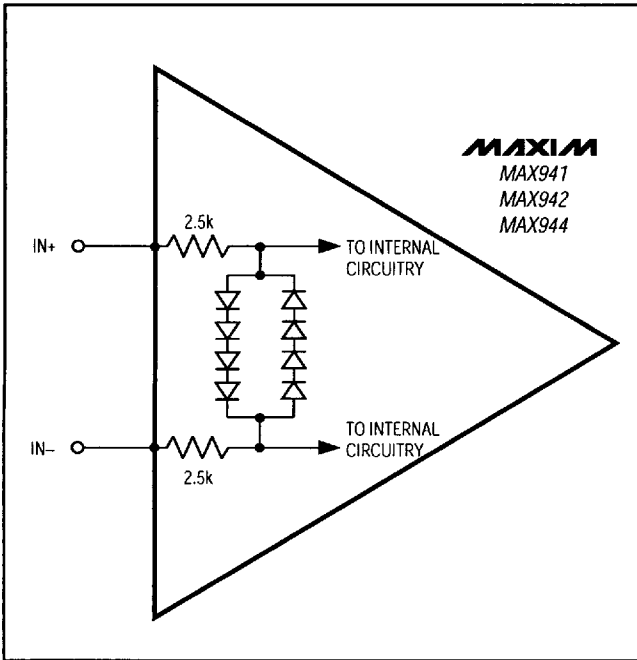 MAXIM
MAX941
MAX942
MAX944
2.5k
IN+
TO INTERNAL
CIRCUITRY
TO INTERNAL
CIRCUITRY
IN–
2.5k